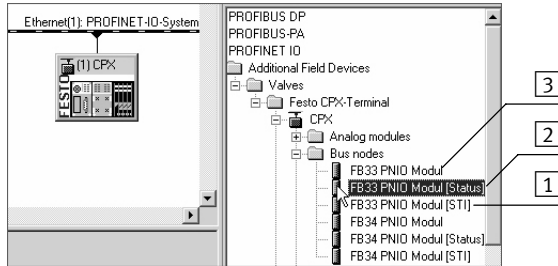 Ethernet(1): PROFINET-IO-System
(1) CPX
FESTO
PROFIBUS DP
PROFIBUS-PA
PROFINET IO
Additional Field Devices
Valves
Festo CPX-Terminal
CPX
Analog modules
Bus nodes
FB33 PNIO Modul
FB33 PNIO Modul [Status]
FB33 PNIO Modul [STI]
FB34 PNIO Modul
FB34 PNIO Modul [Status]
FB34 PNIO Modul [STI]
3
2
1